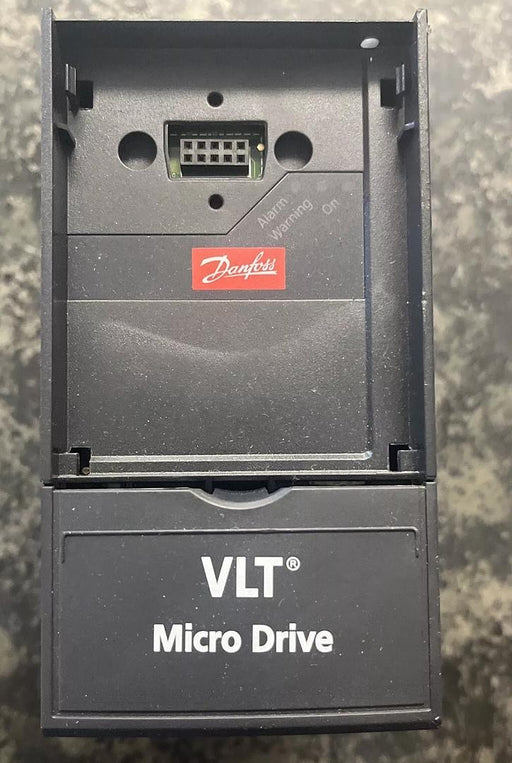 Alarm
Warning
On
Danfoss
VLT®
Micro Drive